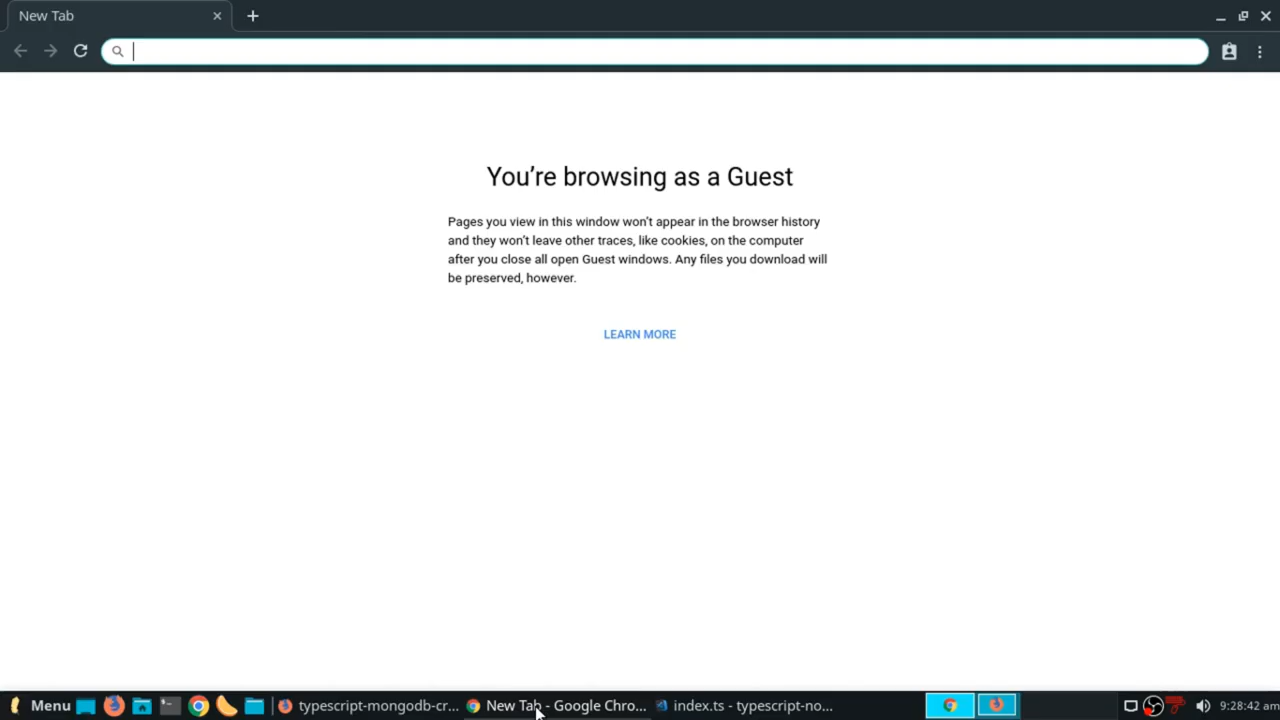 New Tab
You're browsing as a Guest
Pages you view in this window won't appear in the browser history
and they won't leave other traces, like cookies, on the computer
after you close all open Guest windows. Any files you download will
be preserved, however.
LEARN MORE
Menu typescript-mongodb-cr... New Tab - Google Chro... index.ts - typescript-no... 9:28:42 am